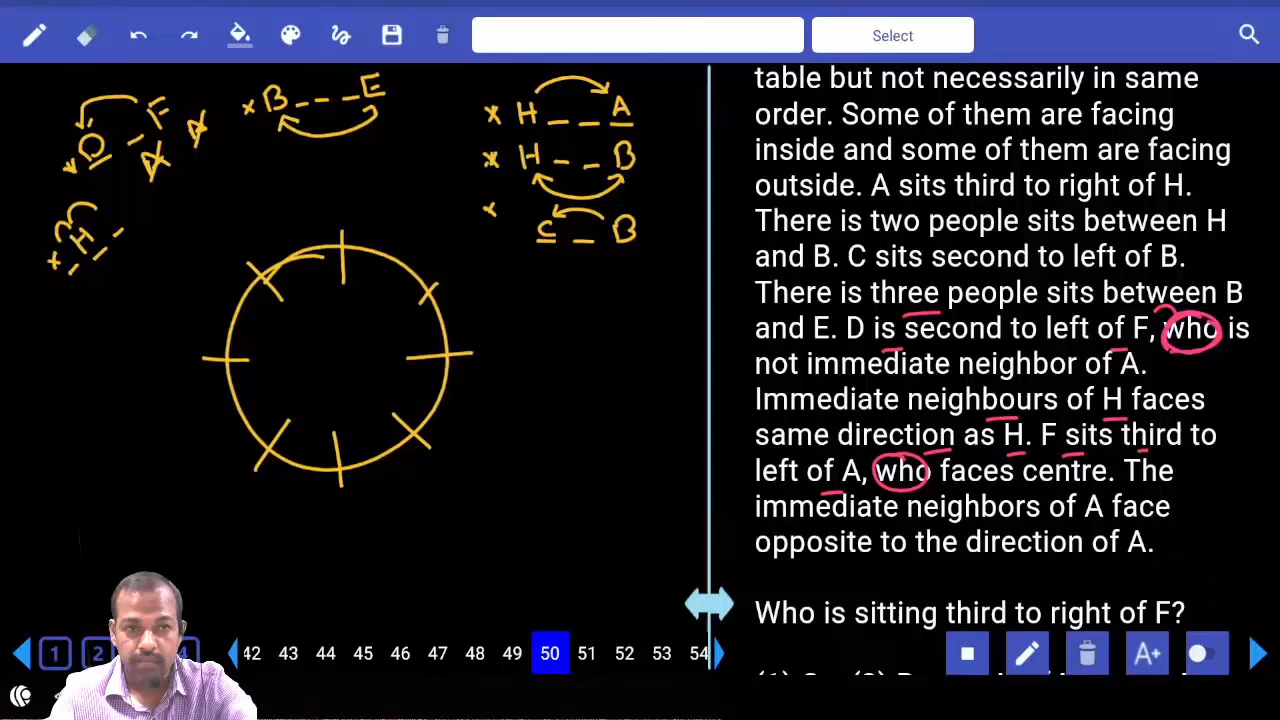 Select
table but not necessarily in same
order. Some of them are facing
inside and some of them are facing
outside. A sits third to right of H.
There is two people sits between H
and B. C sits second to left of B.
There is three people sits between B
and E. D is second to left of F, who is
not immediate neighbor of A.
Immediate neighbours of H faces
same direction as H. F sits third to
left of A, who faces centre. The
immediate neighbors of A face
opposite to the direction of A.
Who is sitting third to right of F?
D _ F
H
B _ _ _ E
H _ _ A
H _ _ B
C _ B
1 2 4 42 43 44 45 46 47 48 49 50 51 52 53 54
A+